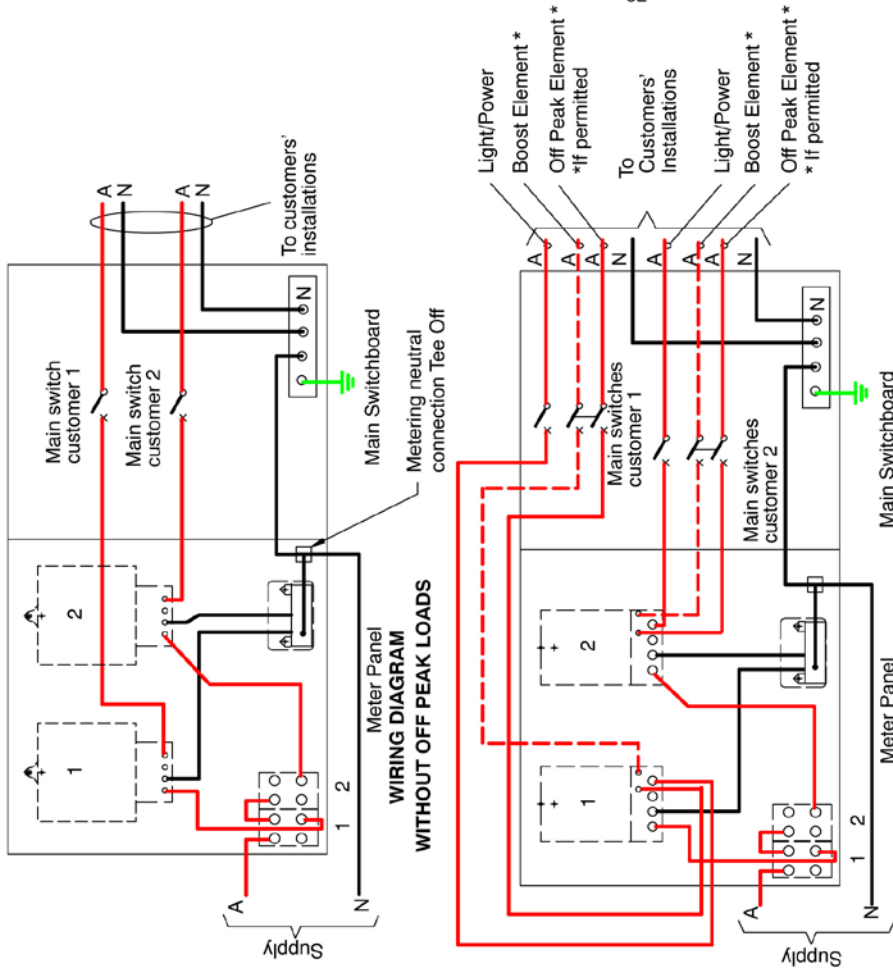 Main switch
customer 1
Main switch
customer 2
A
N
A
N
To customers'
installations
1
2
N
Main Switchboard
Metering neutral
connection Tee Off
1
2
A
N
Supply
Meter Panel
WIRING DIAGRAM
WITHOUT OFF PEAK LOADS
Light/Power
Boost Element *
Off Peak Element *
*If permitted
To
Customers'
Installations
Light/Power
Boost Element *
Off Peak Element *
* If permitted
A
A
A
N
A
A
A
N
Main switches
customer 1
Main switches
customer 2
1
2
N
1
2
A
N
Supply
Meter Panel
Main Switchboard